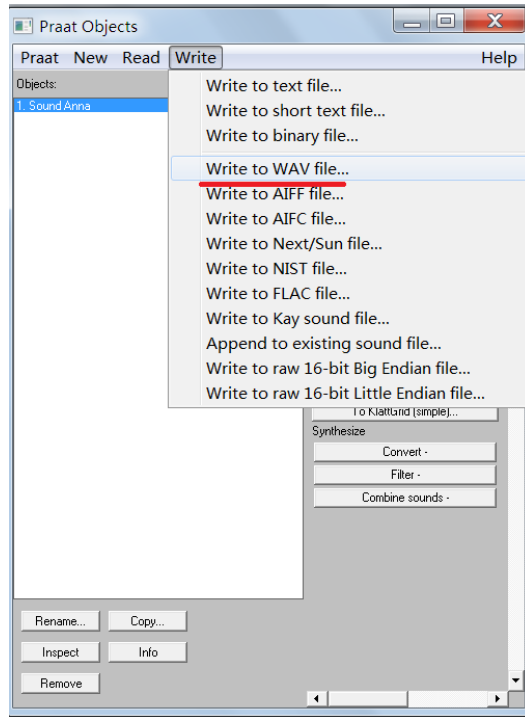 Praat Objects
Praat New Read Write Help
Objects:
1. Sound Anna
Write to text file...
Write to short text file...
Write to binary file...
Write to WAV file...
Write to AIFF file...
Write to AIFC file...
Write to Next/Sun file...
Write to NIST file...
Write to FLAC file...
Write to Kay sound file...
Append to existing sound file...
Write to raw 16-bit Big Endian file...
Write to raw 16-bit Little Endian file...
To KlattGrid (simple)...
Synthesize
Convert -
Filter -
Combine sounds -
Rename... Copy...
Inspect Info
Remove